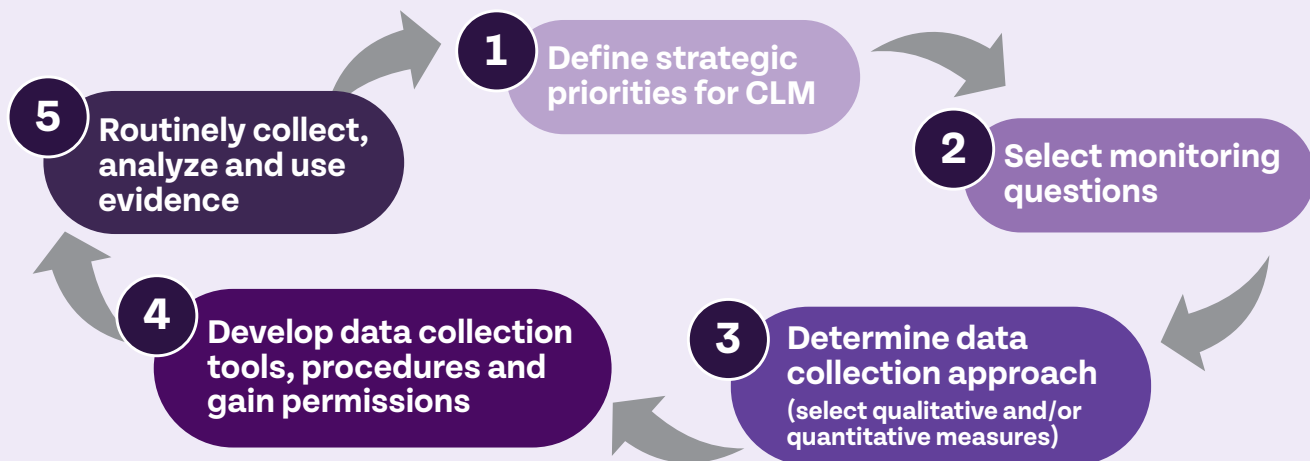 1
Define strategic
priorities for CLM
2
Select monitoring
questions
3
Determine data
collection approach
(select qualitative and/or
quantitative measures)
4
Develop data collection
tools, procedures and
gain permissions
5
Routinely collect,
analyze and use
evidence